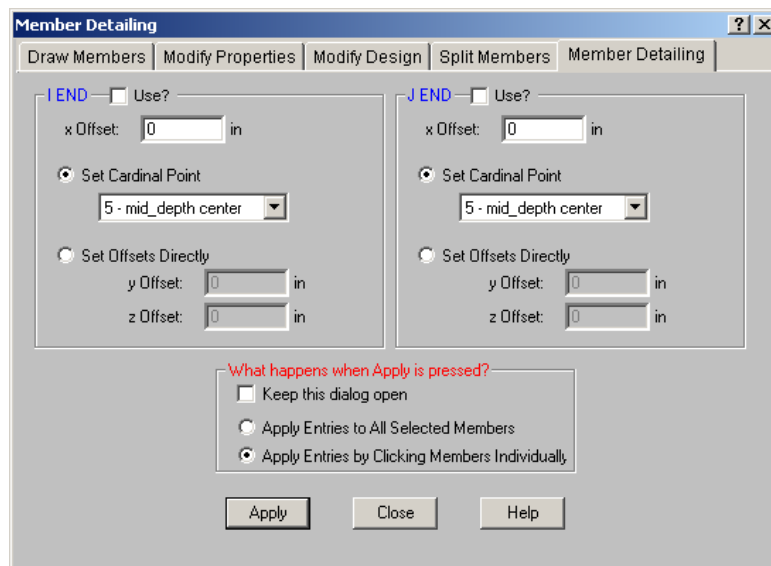 Member Detailing
Draw Members Modify Properties Modify Design Split Members Member Detailing
I END Use?
x Offset: 0 in
Set Cardinal Point
5 - mid_depth center
Set Offsets Directly
y Offset: 0 in
z Offset: 0 in
J END Use?
x Offset: 0 in
Set Cardinal Point
5 - mid_depth center
Set Offsets Directly
y Offset: 0 in
z Offset: 0 in
What happens when Apply is pressed?
Keep this dialog open
Apply Entries to All Selected Members
Apply Entries by Clicking Members Individually
Apply Close Help